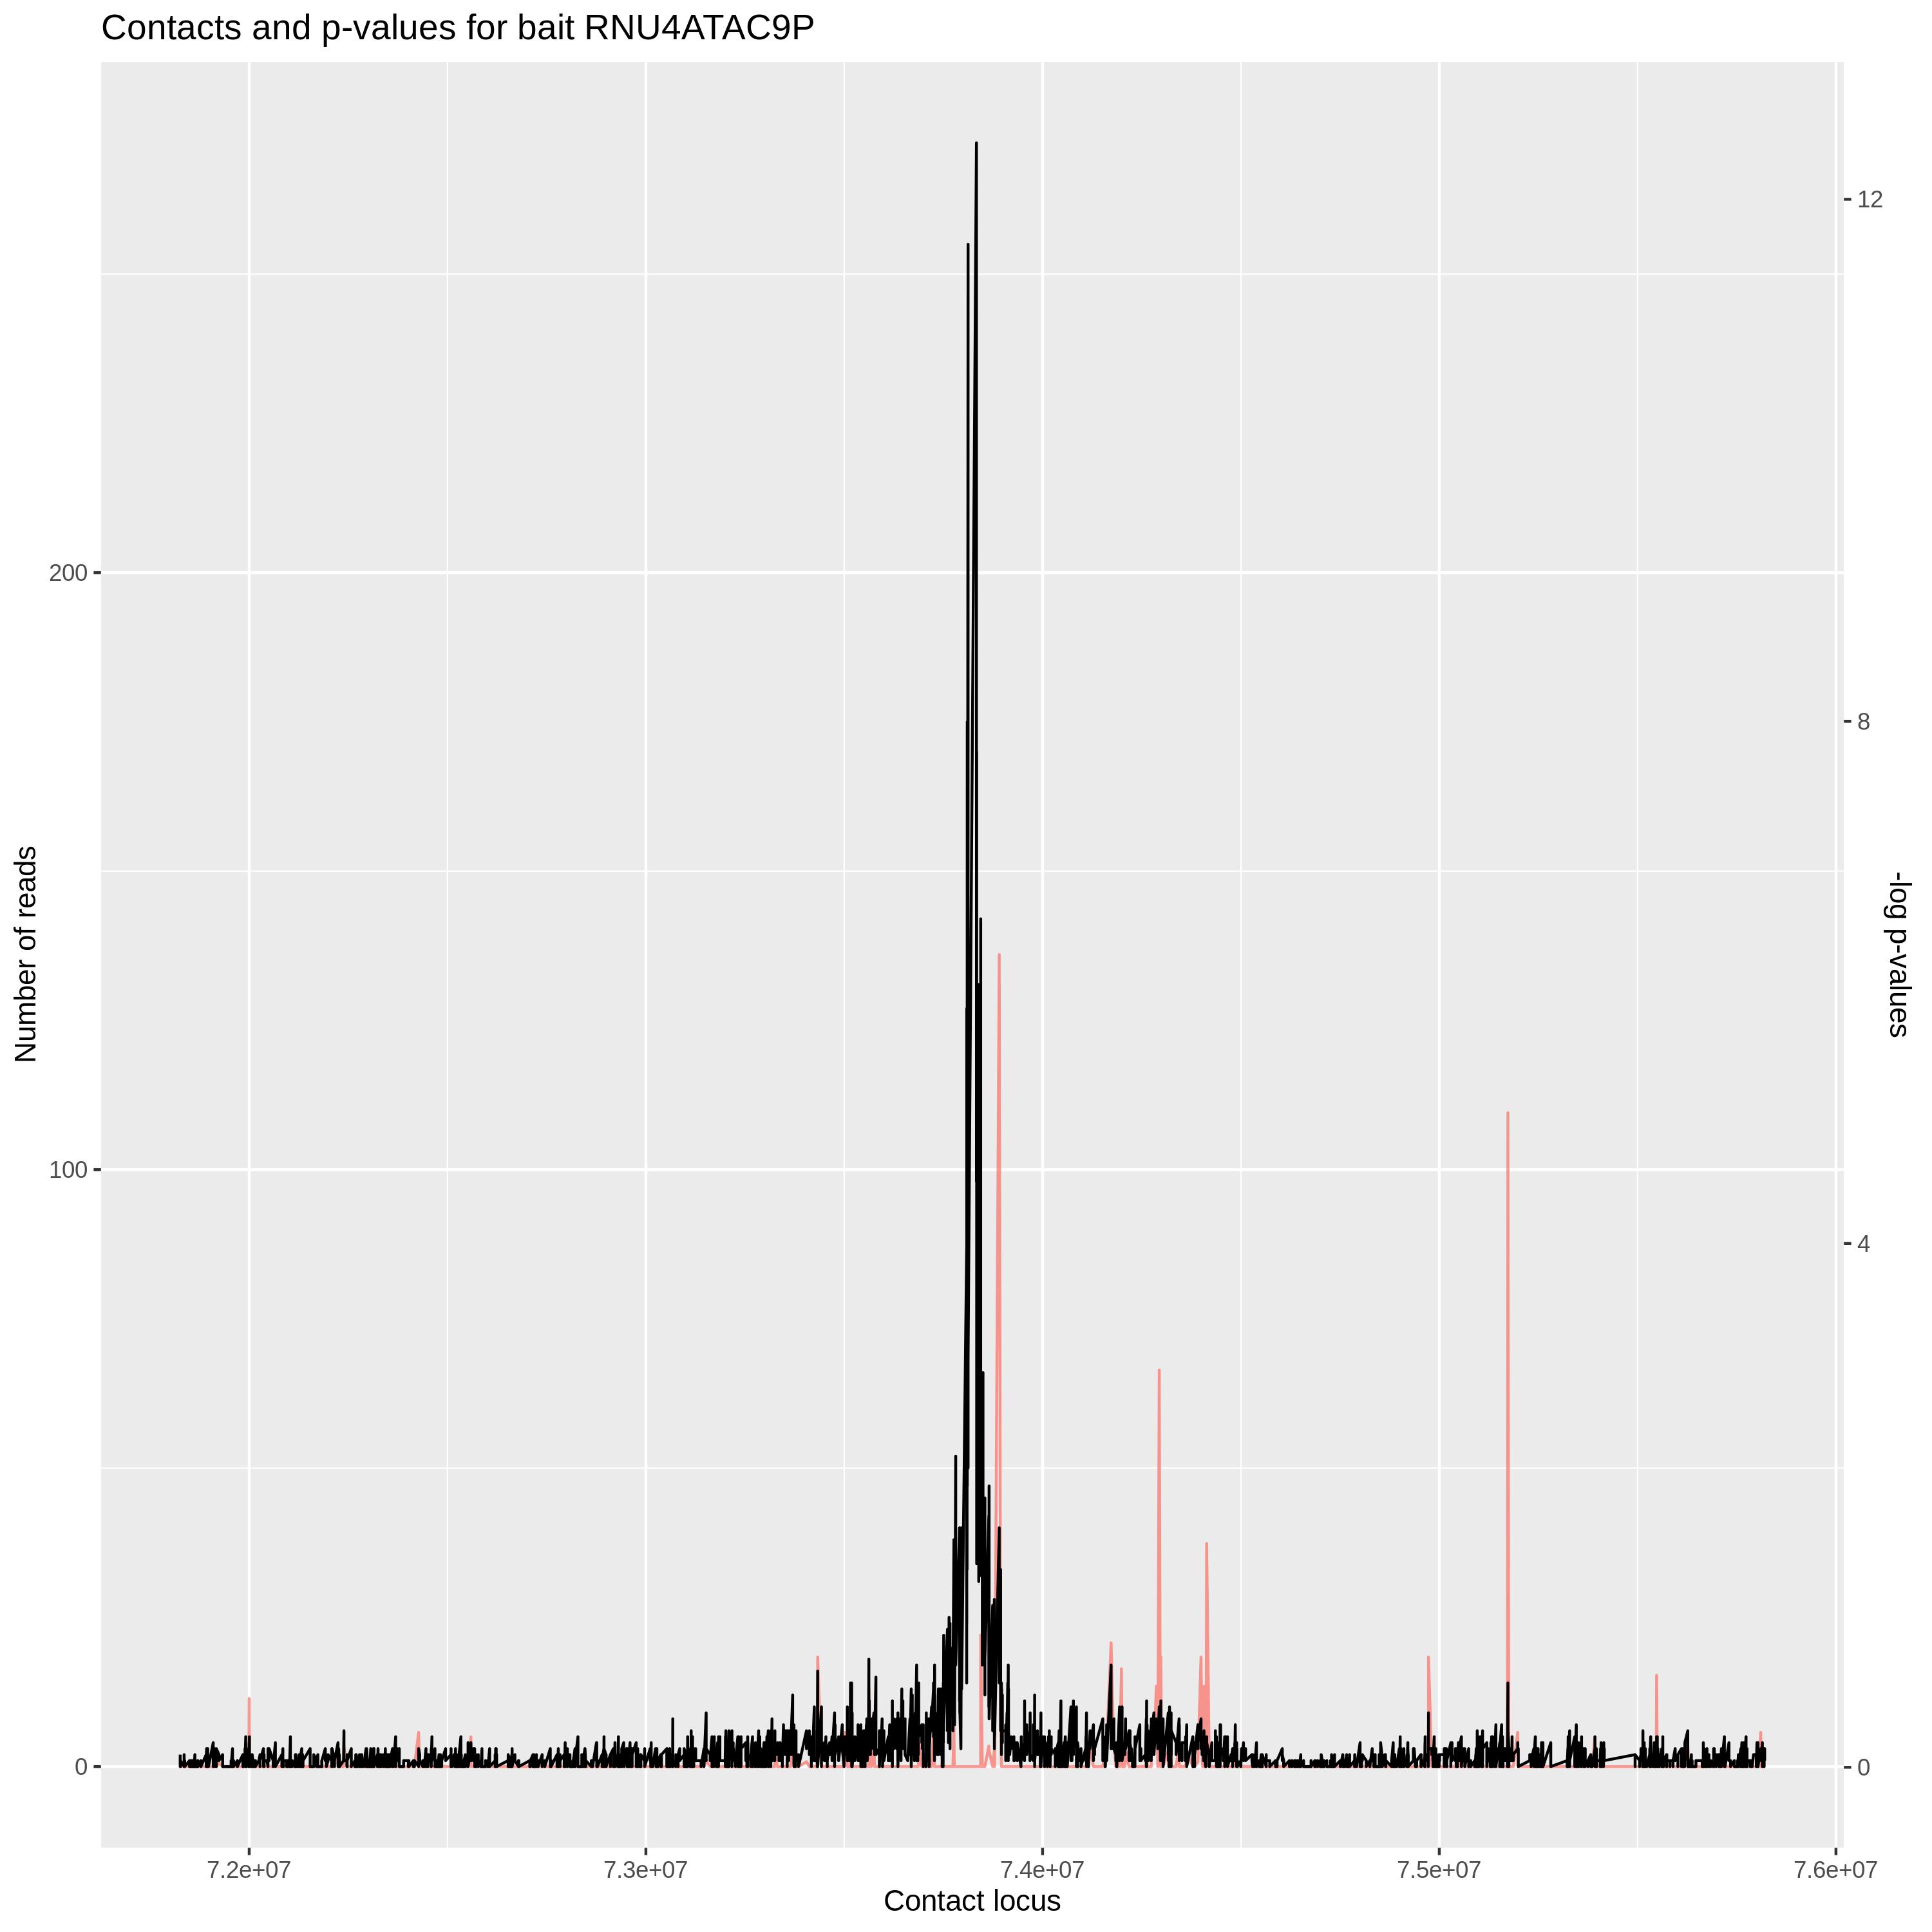 Contacts and p-values for bait RNU4ATAC9P
Number of reads
200
100
0
12
8
4
0
-log p-values
7.2e+07
7.3e+07
7.4e+07
7.5e+07
7.6e+07
Contact locus